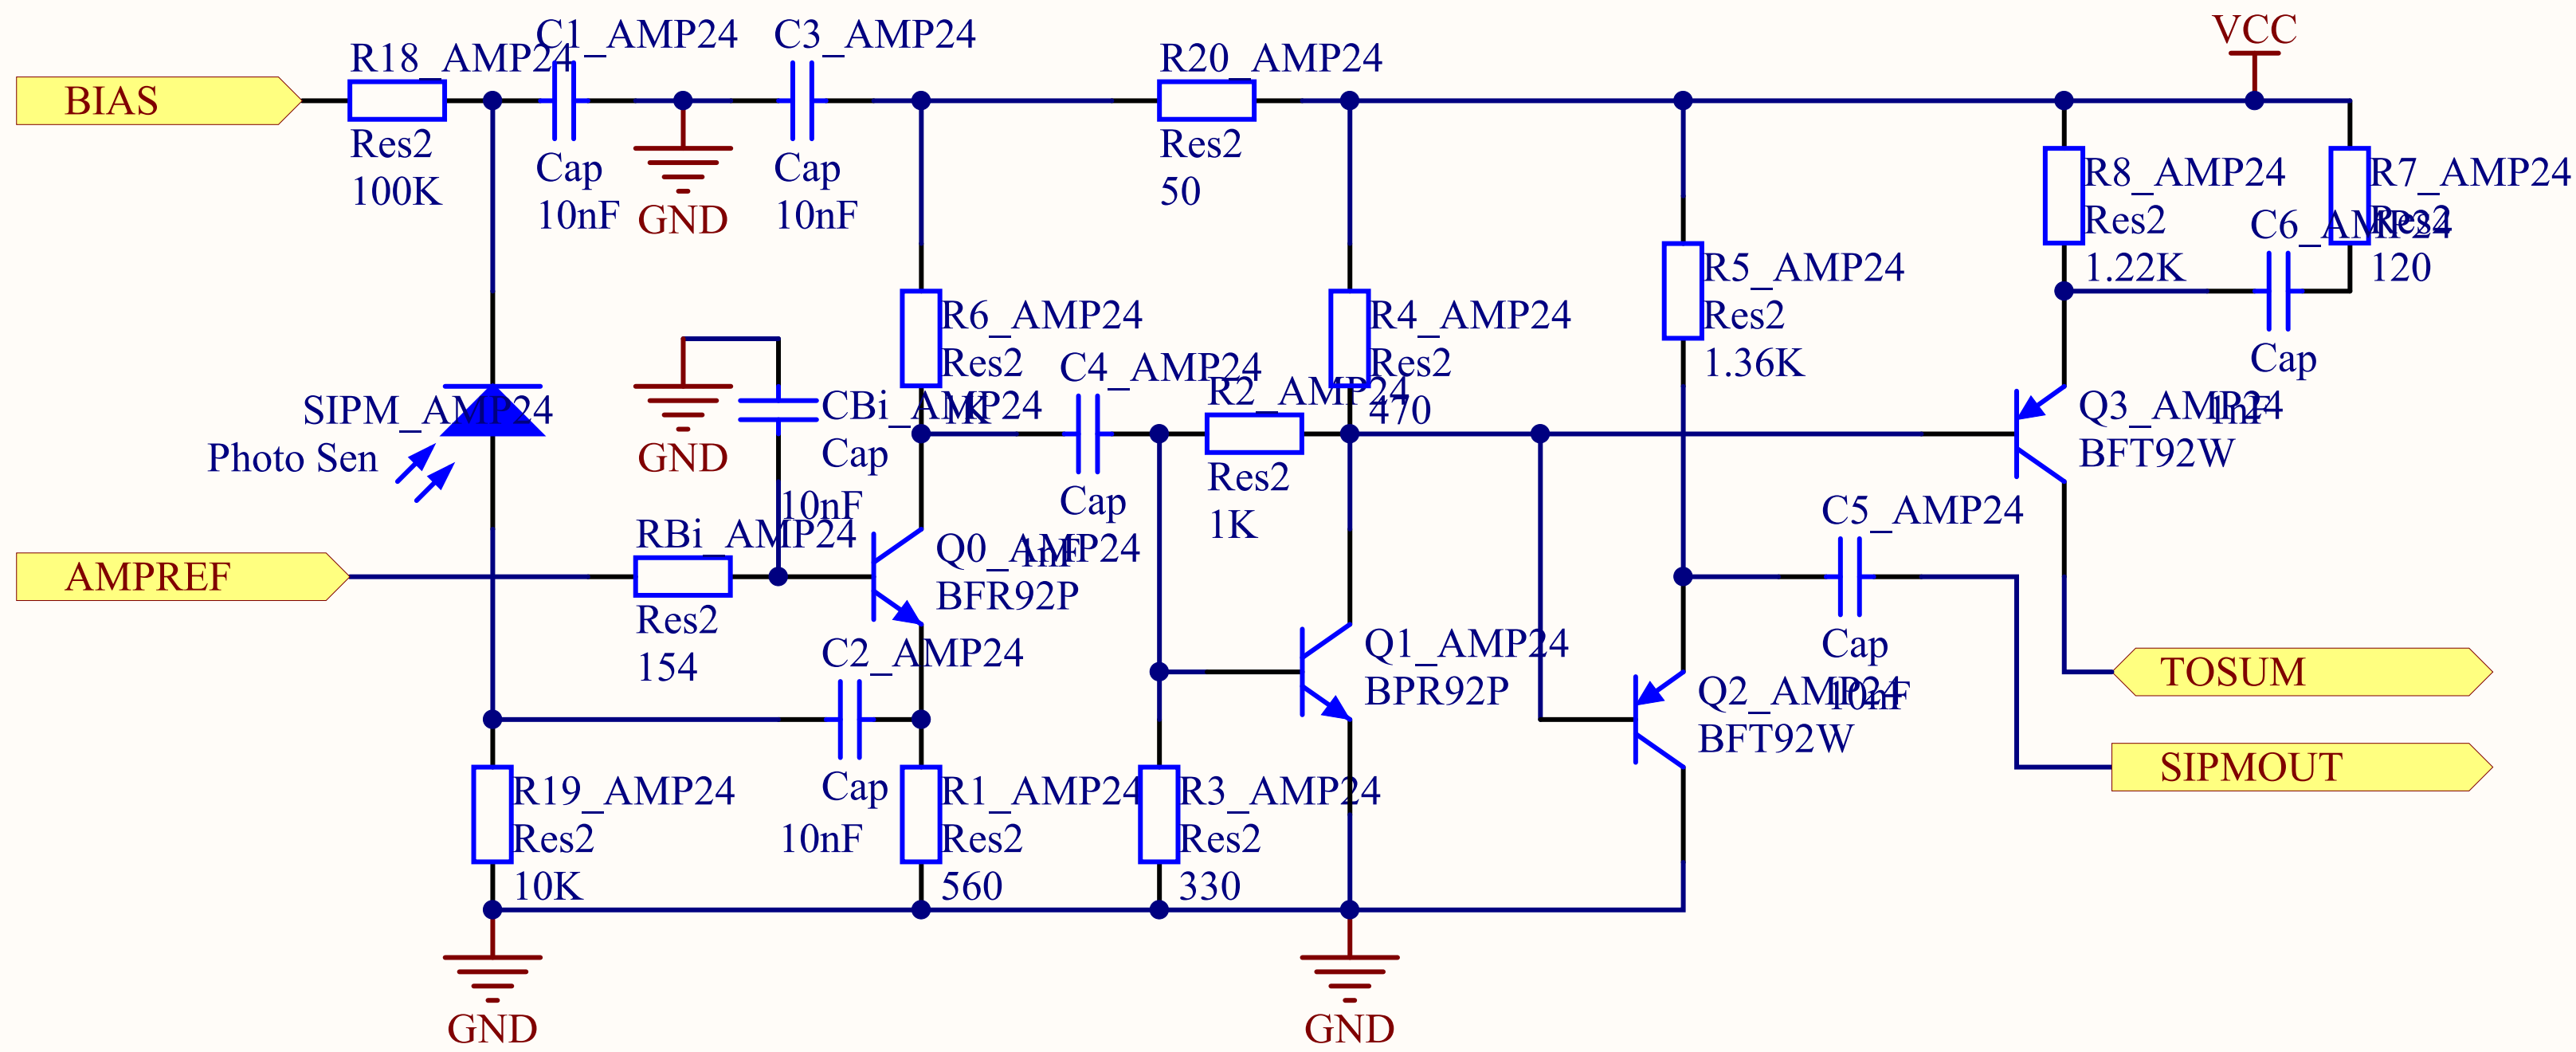 VCC
C1_AMP24
C3_AMP24
R18_AMP24
R20_AMP24
BIAS
Res2
100K
Cap
10nF
GND
Cap
10nF
Res2
50
R8_AMP24
Res2
1.22K
R7_AMP24
Res2
120
C6_AMP24
Cap
1nF
R5_AMP24
Res2
1.36K
R6_AMP24
Res2
1K
R4_AMP24
Res2
470
C4_AMP24
Cap
1nF
R2_AMP24
Res2
1K
SIPM_AMP24
Photo Sen
GND
CBi_AMP24
Cap
10nF
Q3_AMP24
BFT92W
AMPREF
RBi_AMP24
Res2
154
Q0_AMP24
BFR92P
C5_AMP24
Cap
10nF
C2_AMP24
Cap
10nF
Q1_AMP24
BPR92P
Q2_AMP24
BFT92W
TOSUM
SIPMOUT
R19_AMP24
Res2
10K
R1_AMP24
Res2
560
R3_AMP24
Res2
330
GND
GND